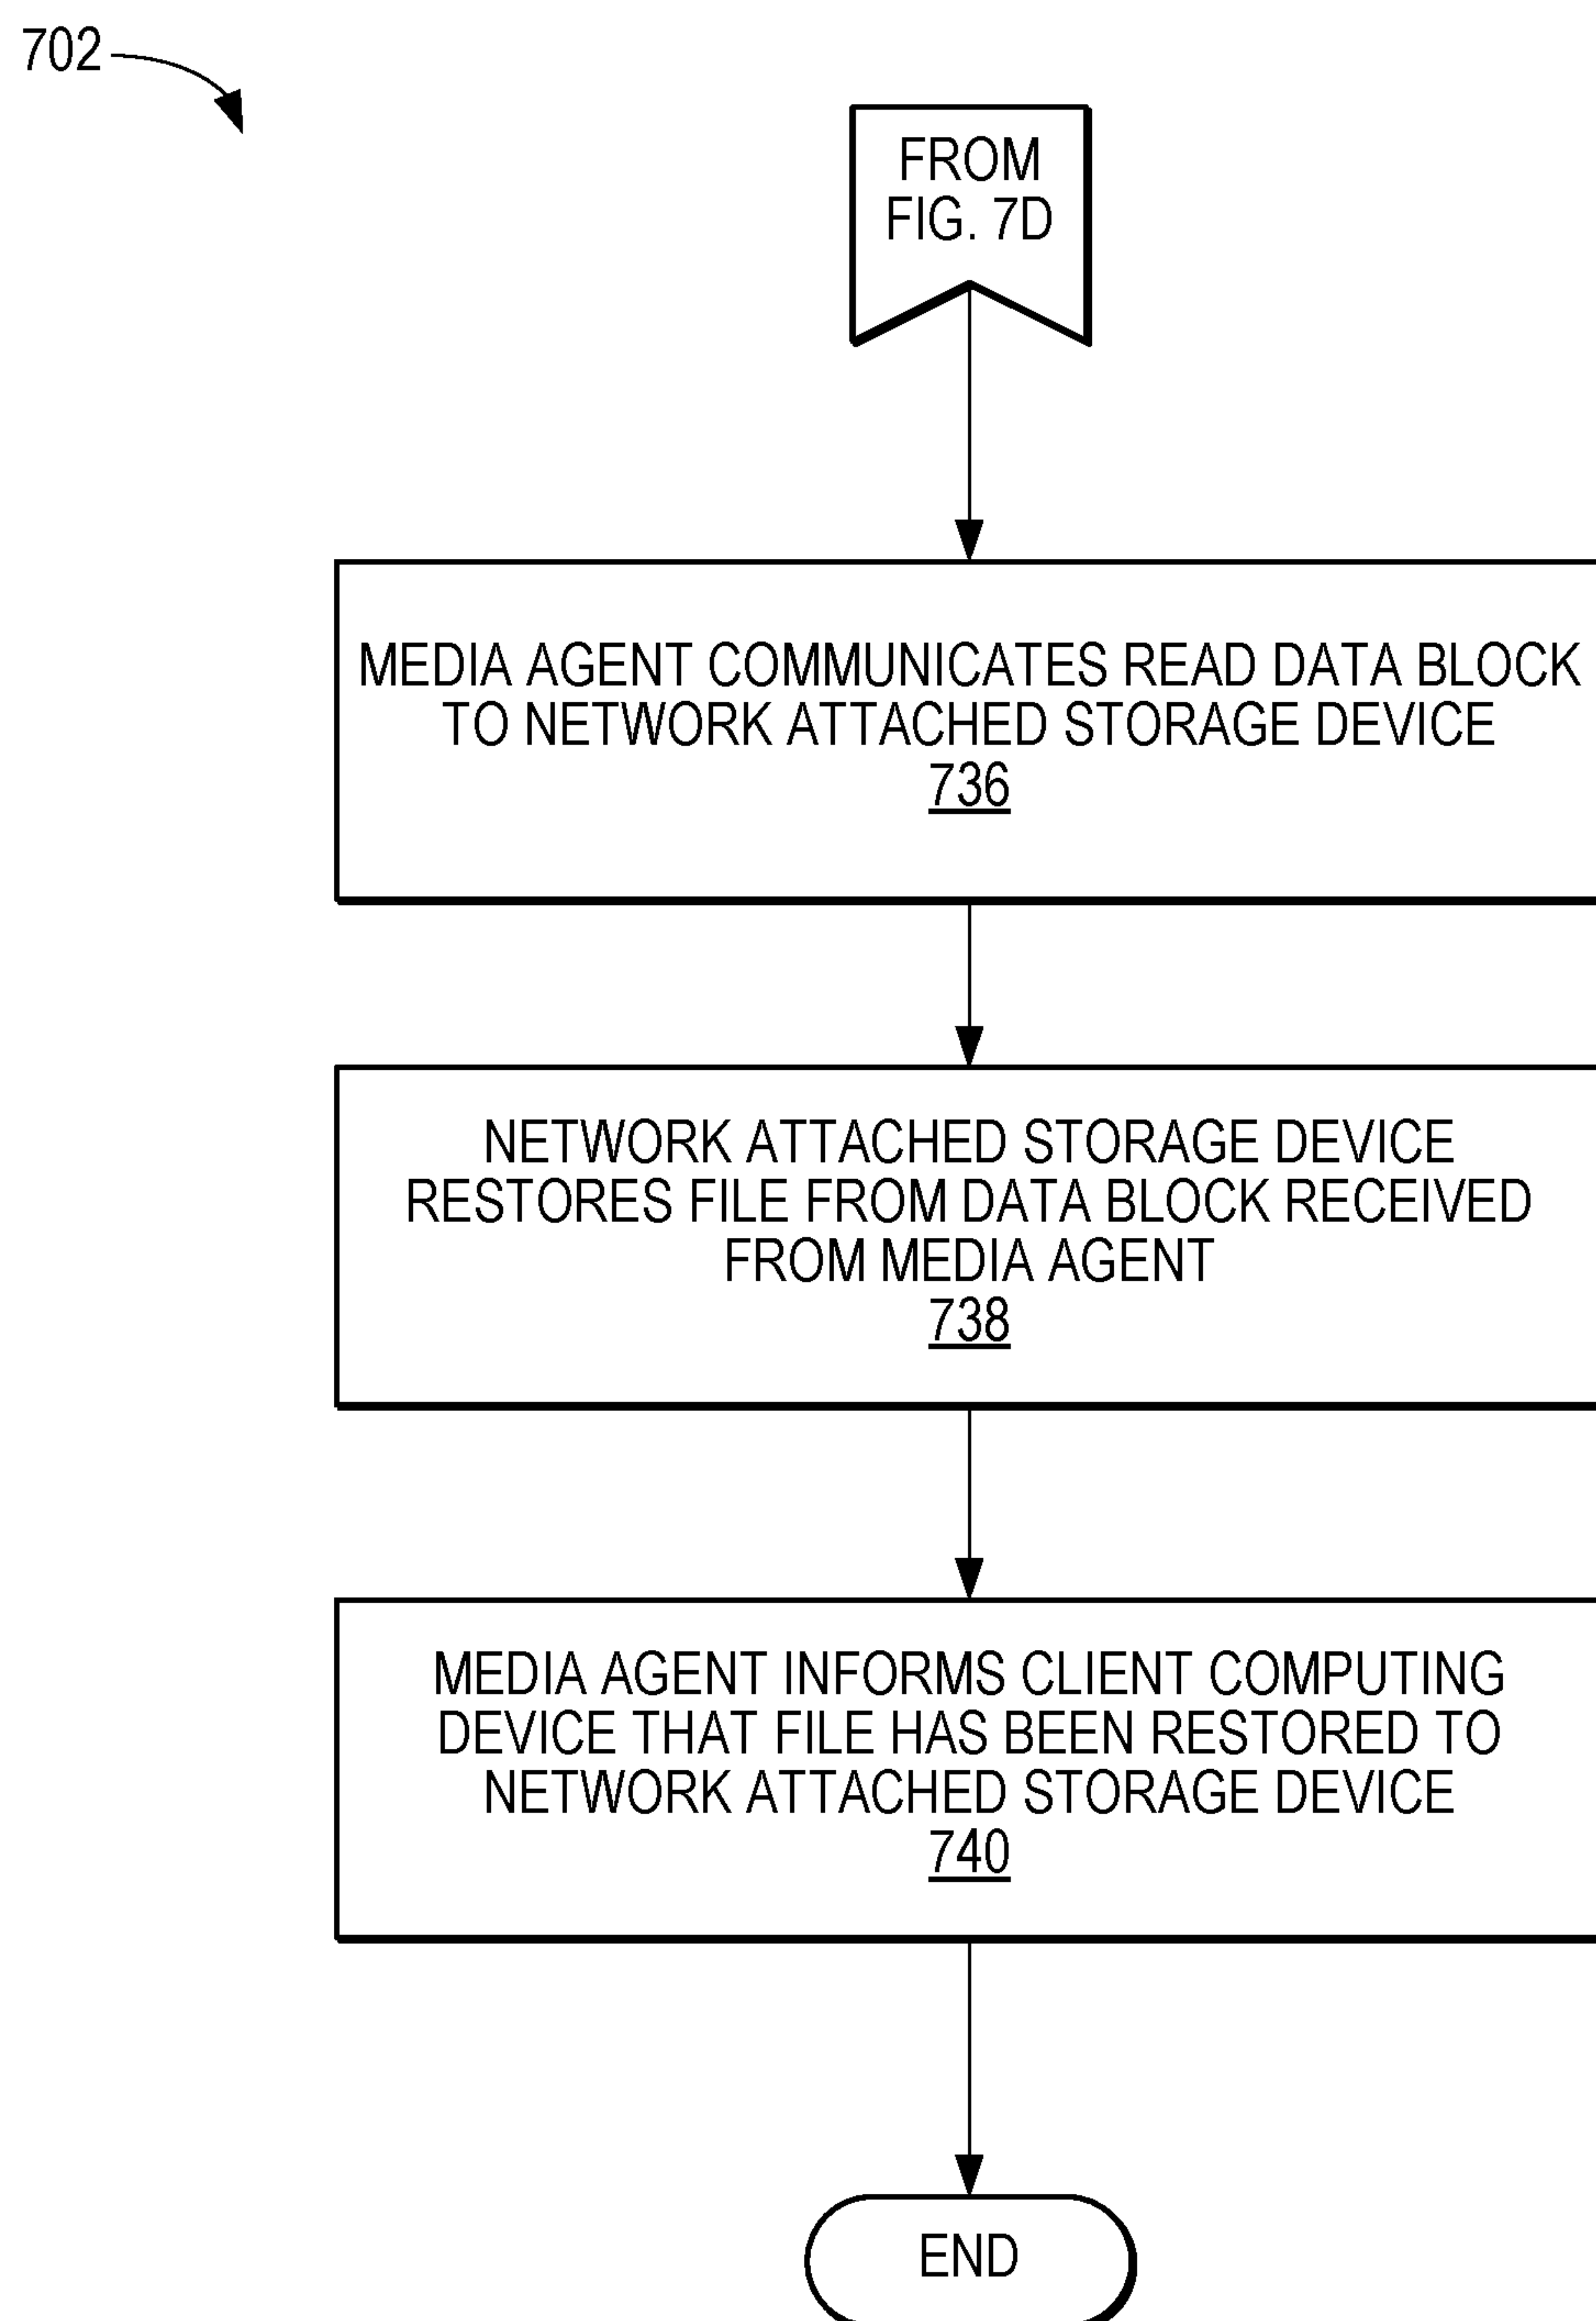 702
FROM
FIG. 7D
MEDIA AGENT COMMUNICATES READ DATA BLOCK
TO NETWORK ATTACHED STORAGE DEVICE
736
NETWORK ATTACHED STORAGE DEVICE
RESTORES FILE FROM DATA BLOCK RECEIVED
FROM MEDIA AGENT
738
MEDIA AGENT INFORMS CLIENT COMPUTING
DEVICE THAT FILE HAS BEEN RESTORED TO
NETWORK ATTACHED STORAGE DEVICE
740
END